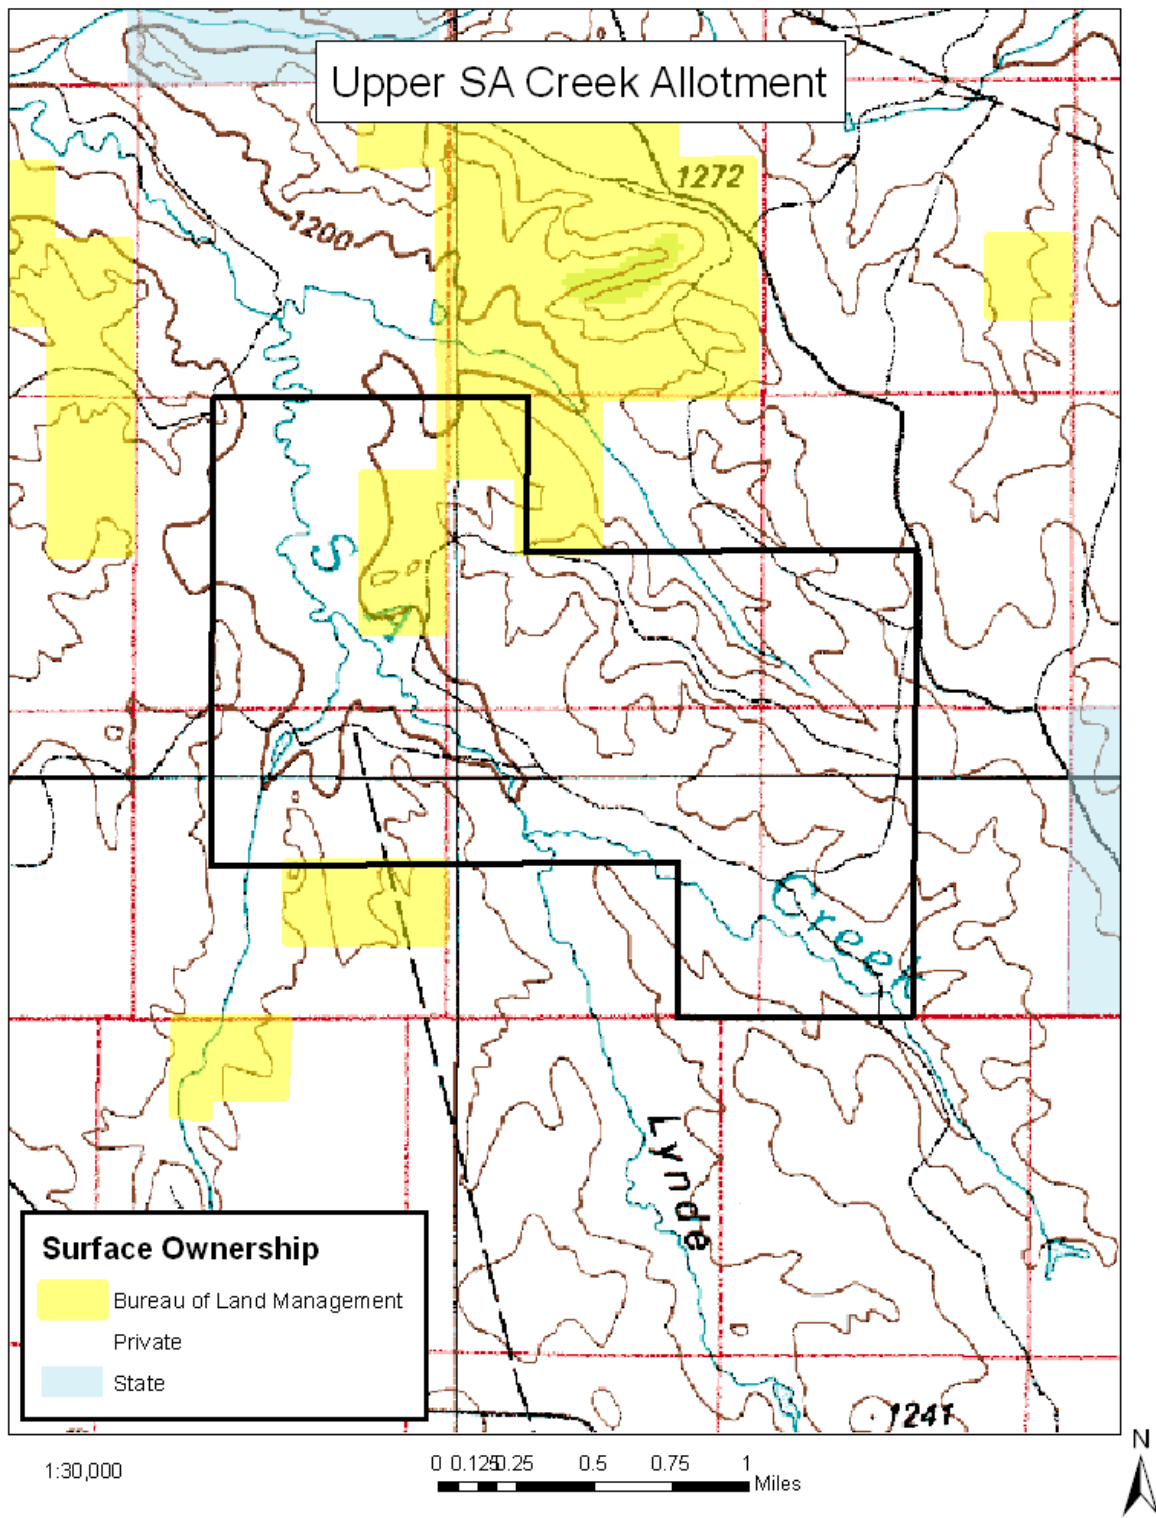 Upper SA Creek Allotment
1272
1200
S
A
Creek
Lynde
1241
Surface Ownership
Bureau of Land Management
Private
State
1:30,000
0 0.125 0.25 0.5 0.75 1
Miles
N